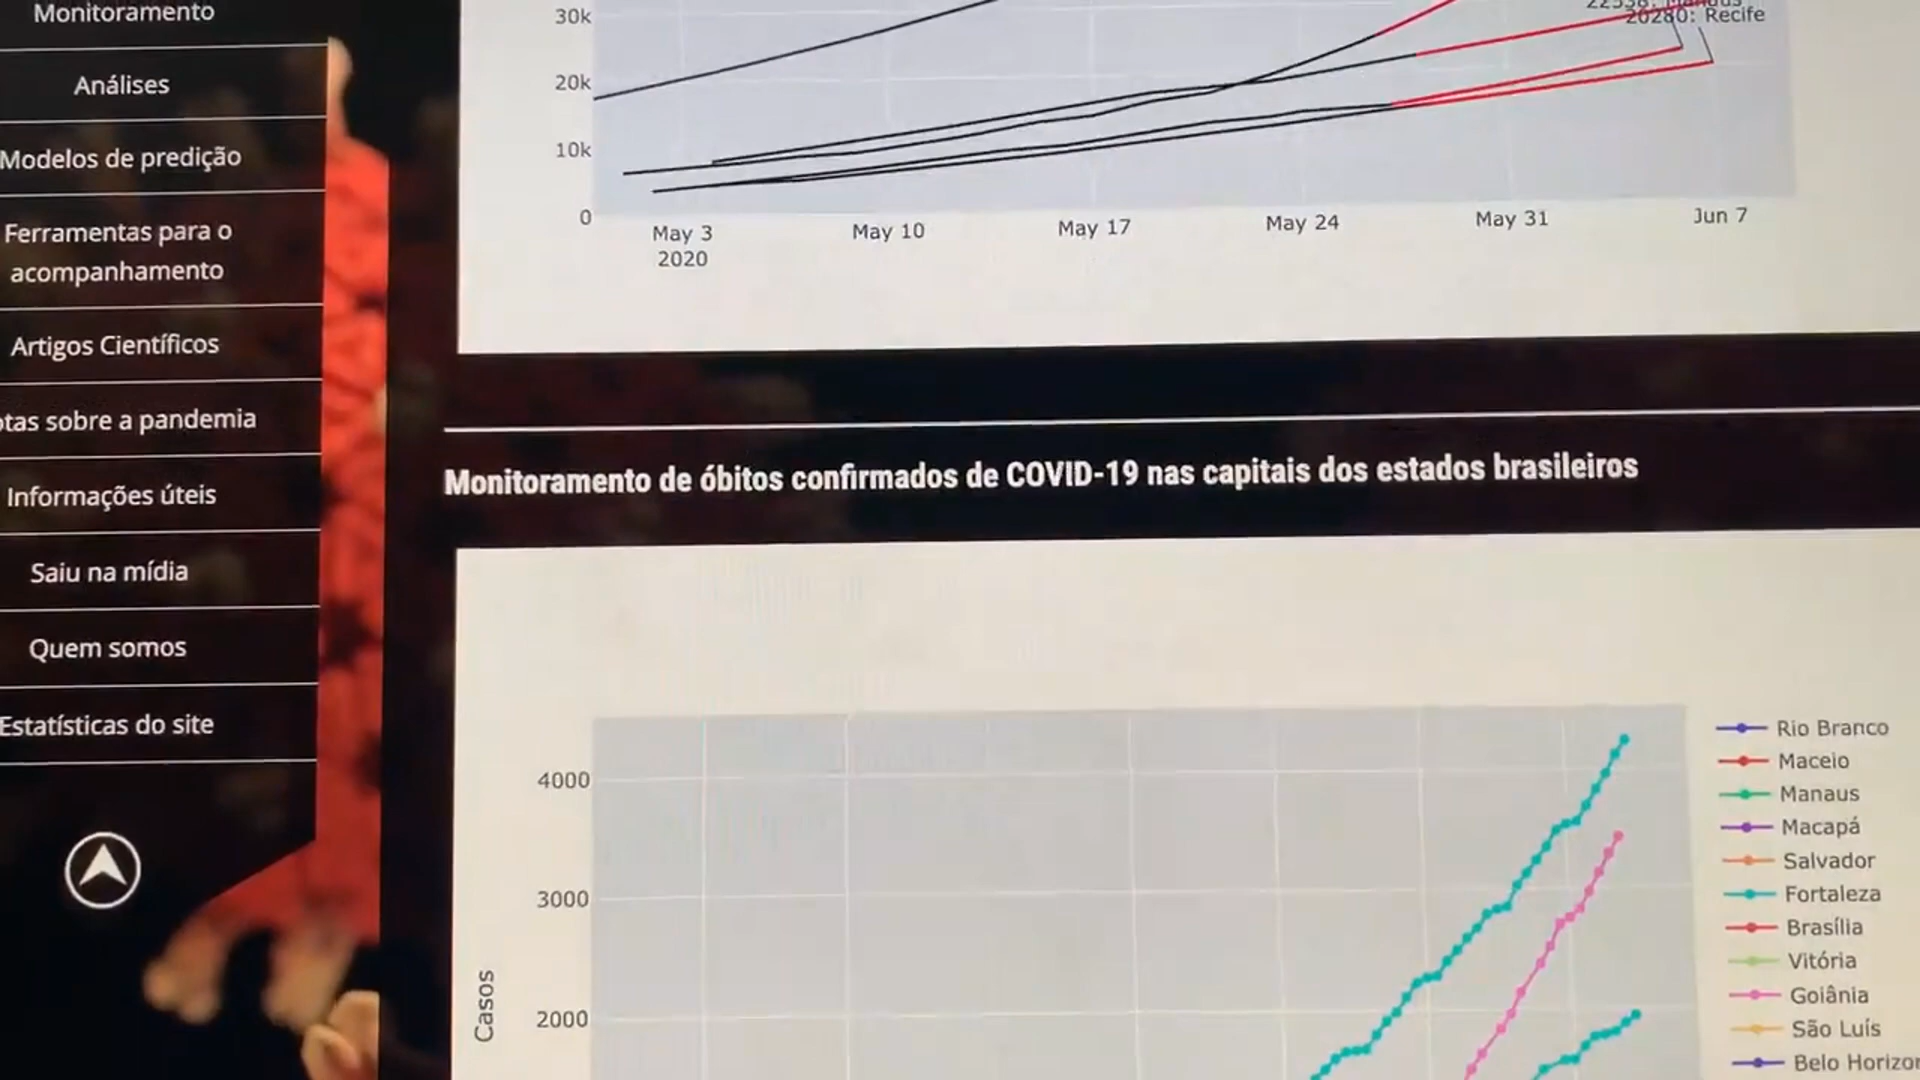 Monitoramento
Análises
Modelos de predição
Ferramentas para o
acompanhamento
Artigos Científicos
otas sobre a pandemia
Informações úteis
Saiu na mídia
Quem somos
Estatísticas do site
30k
20k
10k
0
20280: Recife
May 3
2020
May 10
May 17
May 24
May 31
Jun 7
Monitoramento de óbitos confirmados de COVID-19 nas capitais dos estados brasileiros
4000
3000
2000
Casos
Rio Branco
Maceio
Manaus
Macapá
Salvador
Fortaleza
Brasília
Vitória
Goiânia
São Luís
Belo Horizon